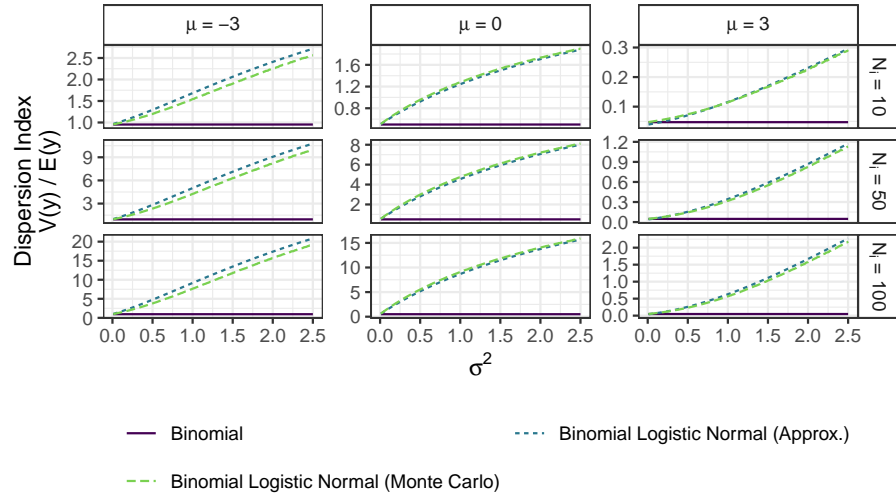 μ = −3
μ = 0
μ = 3
Dispersion Index
V(y) / E(y)
2.5
2.0
1.5
1.0
1.6
1.2
0.8
0.3
0.2
0.1
N_i = 10
9
6
3
8
6
4
2
1.2
0.9
0.6
0.3
0.0
N_i = 50
20
15
10
5
0
15
10
5
0
2.0
1.5
1.0
0.5
0.0
N_i = 100
0.0 0.5 1.0 1.5 2.0 2.5
0.0 0.5 1.0 1.5 2.0 2.5
0.0 0.5 1.0 1.5 2.0 2.5
σ²
Binomial
Binomial Logistic Normal (Approx.)
Binomial Logistic Normal (Monte Carlo)